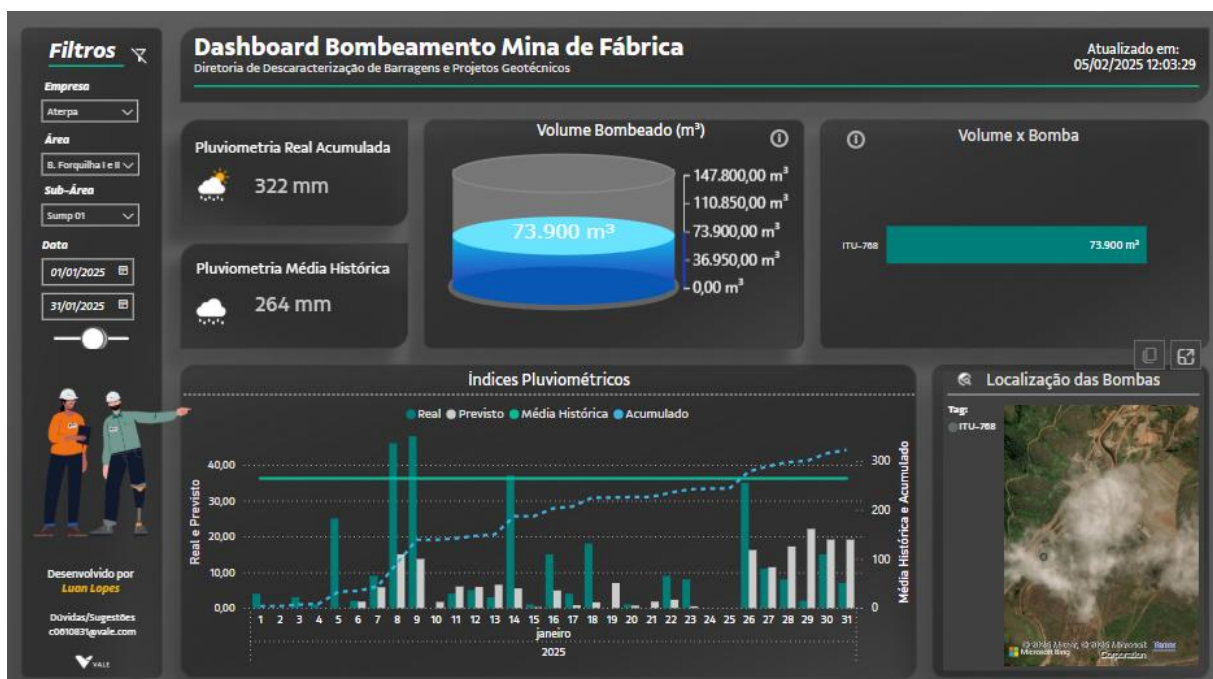 Filtros
Empresa
Aterpa
Área
B. Forquilha I e II
Sub-Área
Sump 01
Data
01/01/2025
31/01/2025
Desenvolvido por
Luan Lopes
Dúvidas/Sugestões
c0610831@vale.com
VALE
Dashboard Bombeamento Mina de Fábrica
Diretoria de Descaracterização de Barragens e Projetos Geotécnicos
Atualizado em:
05/02/2025 12:03:29
Pluviometria Real Acumulada
322 mm
Pluviometria Média Histórica
264 mm
Volume Bombeado (m³)
73.900 m³
147.800,00 m³
110.850,00 m³
73.900,00 m³
36.950,00 m³
0,00 m³
Volume x Bomba
ITU-768
73.900 m³
Índices Pluviométricos
Real Previsto Média Histórica Acumulado
Real e Previsto
40,00
30,00
20,00
10,00
0,00
1 2 3 4 5 6 7 8 9 10 11 12 13 14 15 16 17 18 19 20 21 22 23 24 25 26 27 28 29 30 31
janeiro
2025
300
200
100
0
Média Histórica e Acumulado
Localização das Bombas
Tag:
ITU-768
Microsoft Bing
Corporation